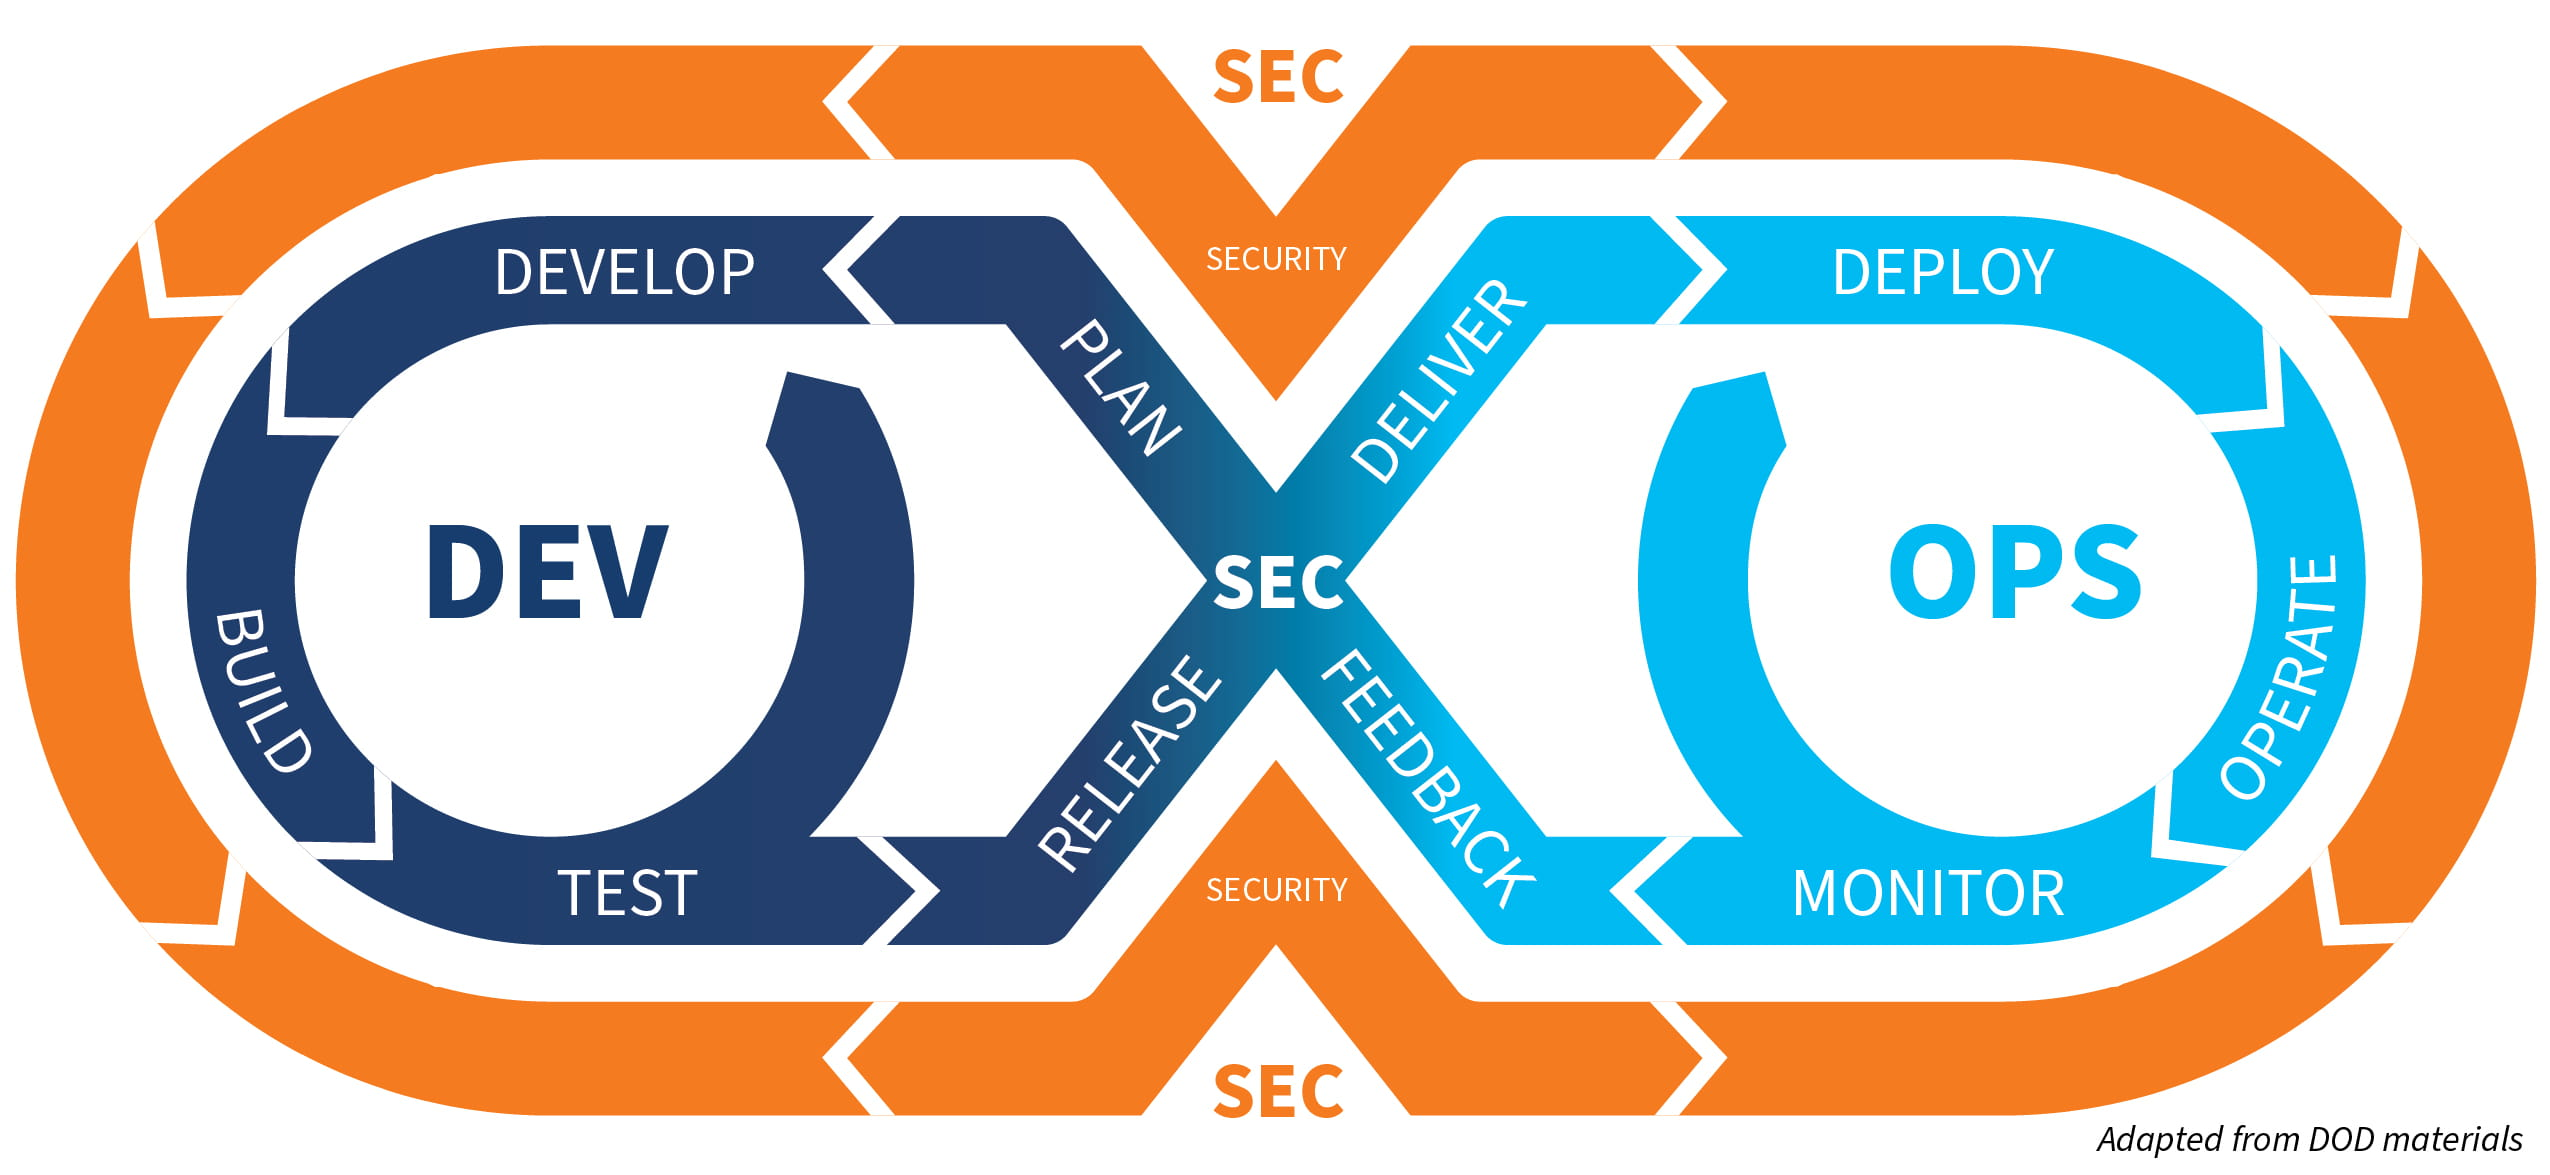 SEC
SECURITY
DEVELOP
PLAN
DELIVER
DEPLOY
DEV
SEC
OPS
BUILD
OPERATE
TEST
RELEASE
FEEDBACK
MONITOR
SECURITY
SEC
Adapted from DOD materials